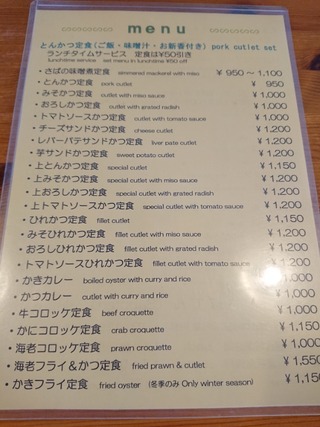 menu
とんかつ定食(ご飯・味噌汁・お新香付き) pork cutlet set
ランチタイムサービス 定食は¥50引き
lunchtime service set menu in lunchtime ¥50 off
・さばの味噌煮定食 simmered mackerel with miso ¥ 950～1,100
・とんかつ定食 pork cutlet ¥ 950
・みそかつ定食 cutlet with miso sauce ¥1,000
・おろしかつ定食 cutlet with grated radish ¥1,000
・トマトソースかつ定食 cutlet with tomato sauce ¥1,000
・チーズサンドかつ定食 cheese cutlet ¥1,200
・レバーパテサンドかつ定食 liver pate cutlet ¥1,200
・芋サンドかつ定食 sweet potato cutlet ¥1,200
・上とんかつ定食 special cutlet ¥1,150
・上みそかつ定食 special cutlet with miso sauce ¥1,200
・上おろしかつ定食 special cutlet with grated radish ¥1,200
・上トマトソースかつ定食 special cutlet with tomato sauce ¥1,200
・ひれかつ定食 fillet cutlet ¥1,150
・みそひれかつ定食 fillet cutlet with miso sauce ¥1,200
・おろしひれかつ定食 fillet cutlet with grated radish ¥1,200
・トマトソースひれかつ定食 fillet cutlet with tomato sauce ¥1,200
・かきカレー boiled oyster with curry and rice
・かつカレー cutlet with curry and rice
・牛コロッケ定食 beef croquette ¥1,000
・かにコロッケ定食 crab croquette ¥1,150
・海老コロッケ定食 prawn croquette ¥1,000
・海老フライ&かつ定食 fried prawn & cutlet ¥1,550
・かきフライ定食 fried oyster (冬季のみ Only winter season)